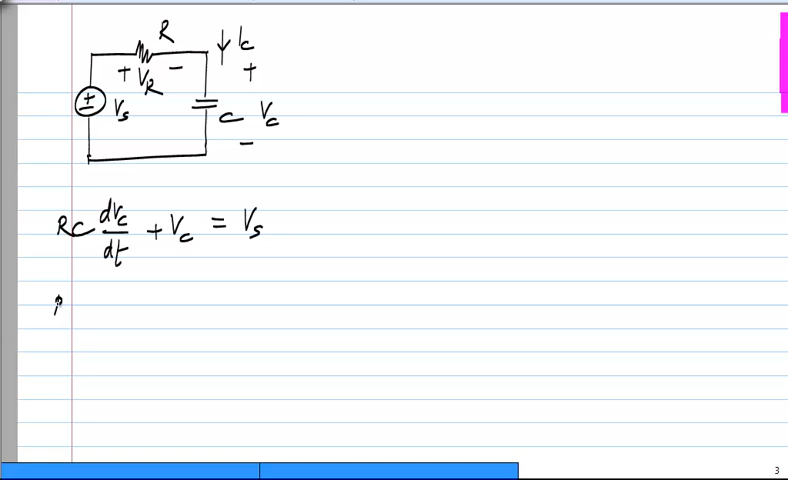 R
I_c
+ V_R −
+
±
V_s
C
V_c
−
RC dV_c/dt + V_c = V_s
3